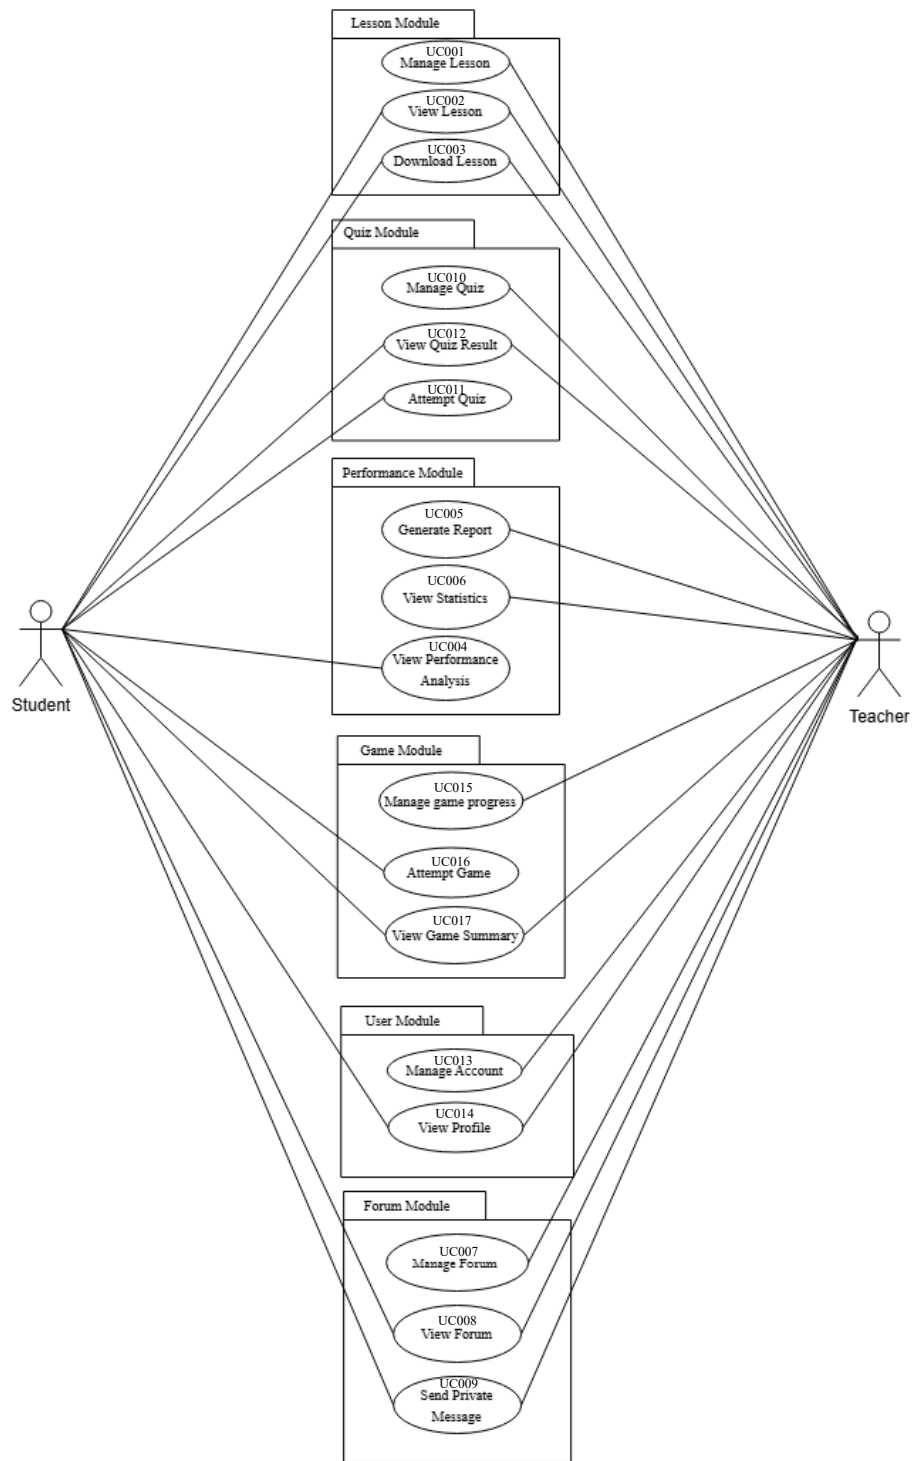 Lesson Module
UC001
Manage Lesson
UC002
View Lesson
UC003
Download Lesson
Quiz Module
UC010
Manage Quiz
UC012
View Quiz Result
UC011
Attempt Quiz
Performance Module
UC005
Generate Report
UC006
View Statistics
UC004
View Performance
Analysis
Student
Teacher
Game Module
UC015
Manage game progress
UC016
Attempt Game
UC017
View Game Summary
User Module
UC013
Manage Account
UC014
View Profile
Forum Module
UC007
Manage Forum
UC008
View Forum
UC009
Send Private
Message